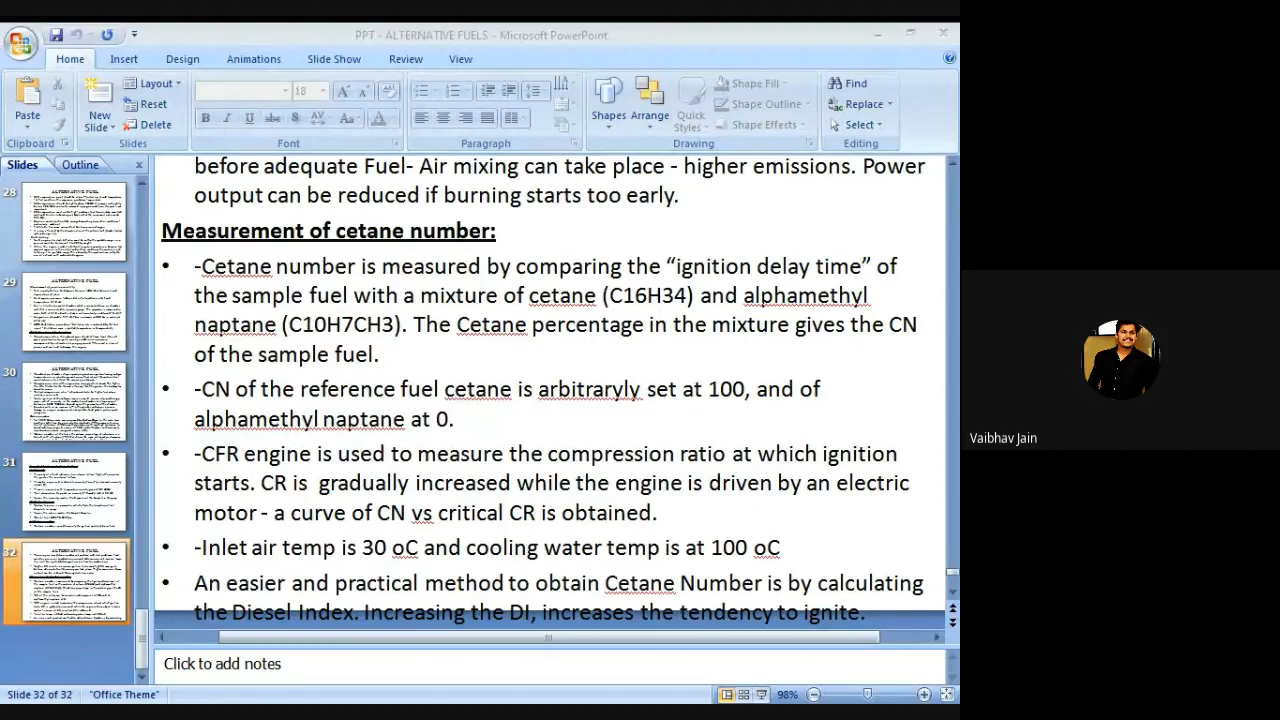 PPT - ALTERNATIVE FUELS - Microsoft PowerPoint
Home Insert Design Animations Slide Show Review View
Paste
Clipboard
New Slide
Layout
Reset
Delete
Slides
18
B I U abc S AV Aa A
Font
Paragraph
Shapes Arrange Quick Styles
Shape Fill
Shape Outline
Shape Effects
Drawing
Find
Replace
Select
Editing
Slides Outline
28
29
30
31
32
before adequate Fuel- Air mixing can take place - higher emissions. Power
output can be reduced if burning starts too early.
Measurement of cetane number:
• -Cetane number is measured by comparing the “ignition delay time” of
the sample fuel with a mixture of cetane (C16H34) and alphamethyl
naptane (C10H7CH3). The Cetane percentage in the mixture gives the CN
of the sample fuel.
• -CN of the reference fuel cetane is arbitraryly set at 100, and of
alphamethyl naptane at 0.
• -CFR engine is used to measure the compression ratio at which ignition
starts. CR is gradually increased while the engine is driven by an electric
motor - a curve of CN vs critical CR is obtained.
• -Inlet air temp is 30 oC and cooling water temp is at 100 oC
• An easier and practical method to obtain Cetane Number is by calculating
the Diesel Index. Increasing the DI, increases the tendency to ignite.
Click to add notes
Slide 32 of 32 "Office Theme" 98%
Vaibhav Jain